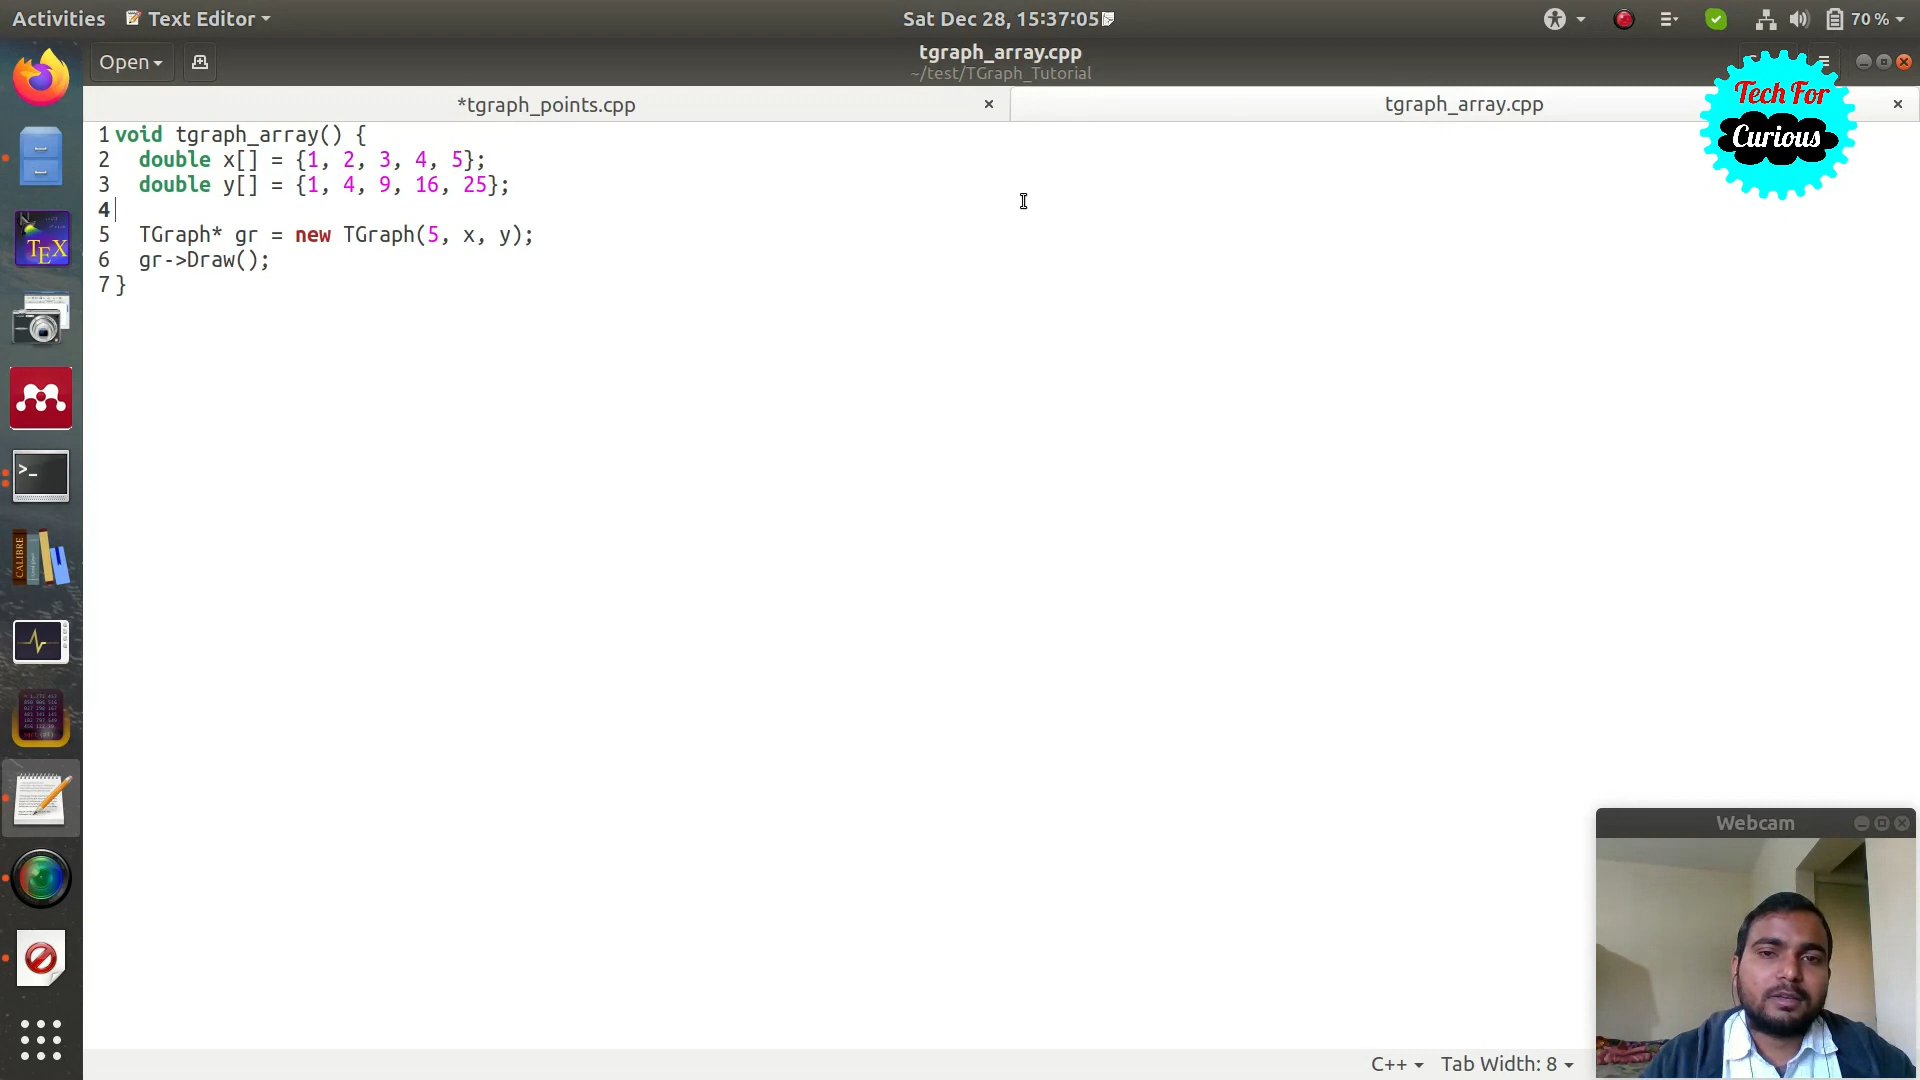 Activities Text Editor Sat Dec 28, 15:37:05 70 %
Open tgraph_array.cpp
~/test/TGraph_Tutorial
Tech For
Curious
*tgraph_points.cpp × tgraph_array.cpp ×
1 void tgraph_array() {
2 double x[] = {1, 2, 3, 4, 5};
3 double y[] = {1, 4, 9, 16, 25};
4
5 TGraph* gr = new TGraph(5, x, y);
6 gr->Draw();
7 }
TEX
>_
CALIBRE
Webcam
C++ Tab Width: 8